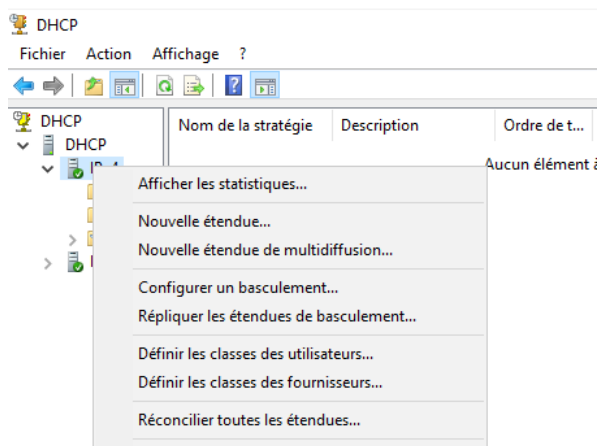 DHCP
Fichier Action Affichage ?
DHCP
Nom de la stratégie Description Ordre de t...
DHCP
Aucun élément à
Afficher les statistiques...
Nouvelle étendue...
Nouvelle étendue de multidiffusion...
Configurer un basculement...
Répliquer les étendues de basculement...
Définir les classes des utilisateurs...
Définir les classes des fournisseurs...
Réconcilier toutes les étendues...